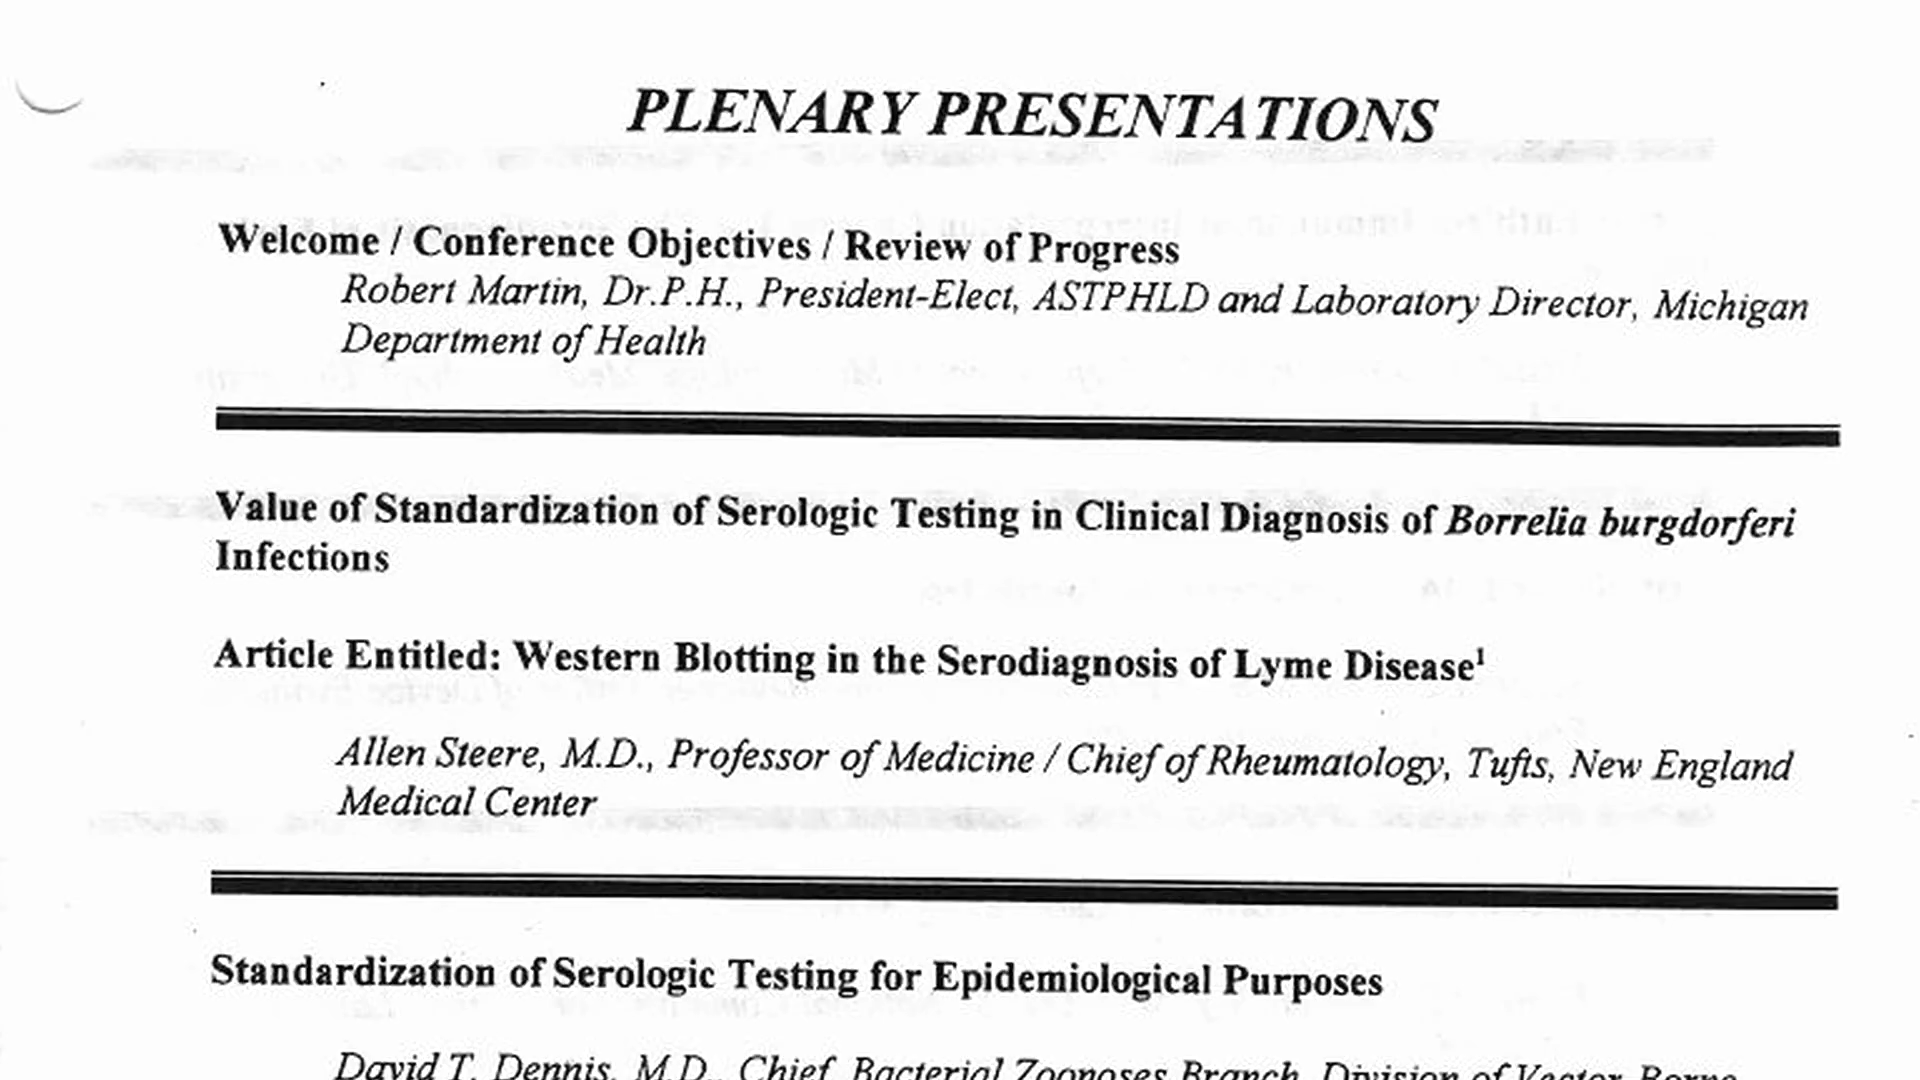 PLENARY PRESENTATIONS
Welcome / Conference Objectives / Review of Progress
Robert Martin, Dr.P.H., President-Elect, ASTPHLD and Laboratory Director, Michigan
Department of Health
Value of Standardization of Serologic Testing in Clinical Diagnosis of Borrelia burgdorferi
Infections
Article Entitled: Western Blotting in the Serodiagnosis of Lyme Disease¹
Allen Steere, M.D., Professor of Medicine / Chief of Rheumatology, Tufts, New England
Medical Center
Standardization of Serologic Testing for Epidemiological Purposes
David T. Dennis, M.D., Chief, Bacterial Zoonoses Branch, Division of Vector-Borne